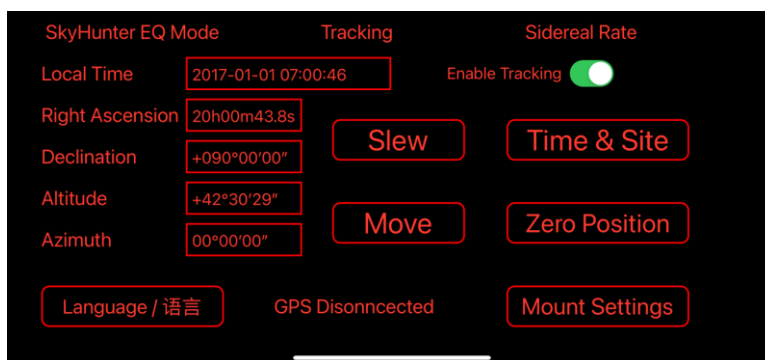 SkyHunter EQ Mode Tracking Sidereal Rate
Local Time 2017-01-01 07:00:46 Enable Tracking
Right Ascension 20h00m43.8s
Slew Time & Site
Declination +090°00'00"
Altitude +42°30'29"
Move Zero Position
Azimuth 00°00'00"
Language / 语言 GPS Disonncected Mount Settings